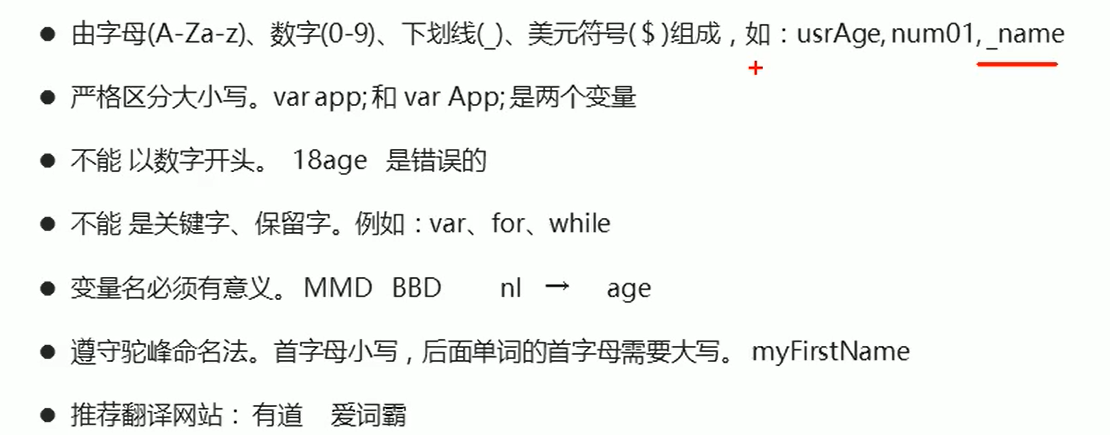 ● 由字母(A-Za-z)、数字(0-9)、下划线(_)、美元符号($)组成，如：usrAge, num01, _name
● 严格区分大小写。var app; 和 var App; 是两个变量
● 不能 以数字开头。 18age 是错误的
● 不能 是关键字、保留字。例如：var、for、while
● 变量名必须有意义。 MMD BBD nl → age
● 遵守驼峰命名法。首字母小写，后面单词的首字母需要大写。 myFirstName
● 推荐翻译网站： 有道 爱词霸